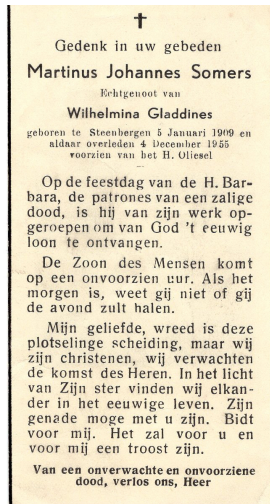 Gedenk in uw gebeden
Martinus Johannes Somers
Echtgenoot van
Wilhelmina Gladdines
geboren te Steenbergen 5 Januari 1909 en
aldaar overleden 4 December 1955
voorzien van het H. Oliesel
Op de feestdag van de H. Bar-
bara, de patrones van een zalige
dood, is hij van zijn werk op-
geroepen om van God 't eeuwig
loon te ontvangen.
De Zoon des Mensen komt
op een onvoorzien uur. Als het
morgen is, weet gij niet of gij
de avond zult halen.
Mijn geliefde, wreed is deze
plotselinge scheiding, maar wij
zijn christenen, wij verwachten
de komst des Heren. In het licht
van Zijn ster vinden wij elkan-
der in het eeuwige leven. Zijn
genade moge met u zijn. Bidt
voor mij. Het zal voor u en
voor mij een troost zijn.
Van een onverwachte en onvoorziene
dood, verlos ons, Heer